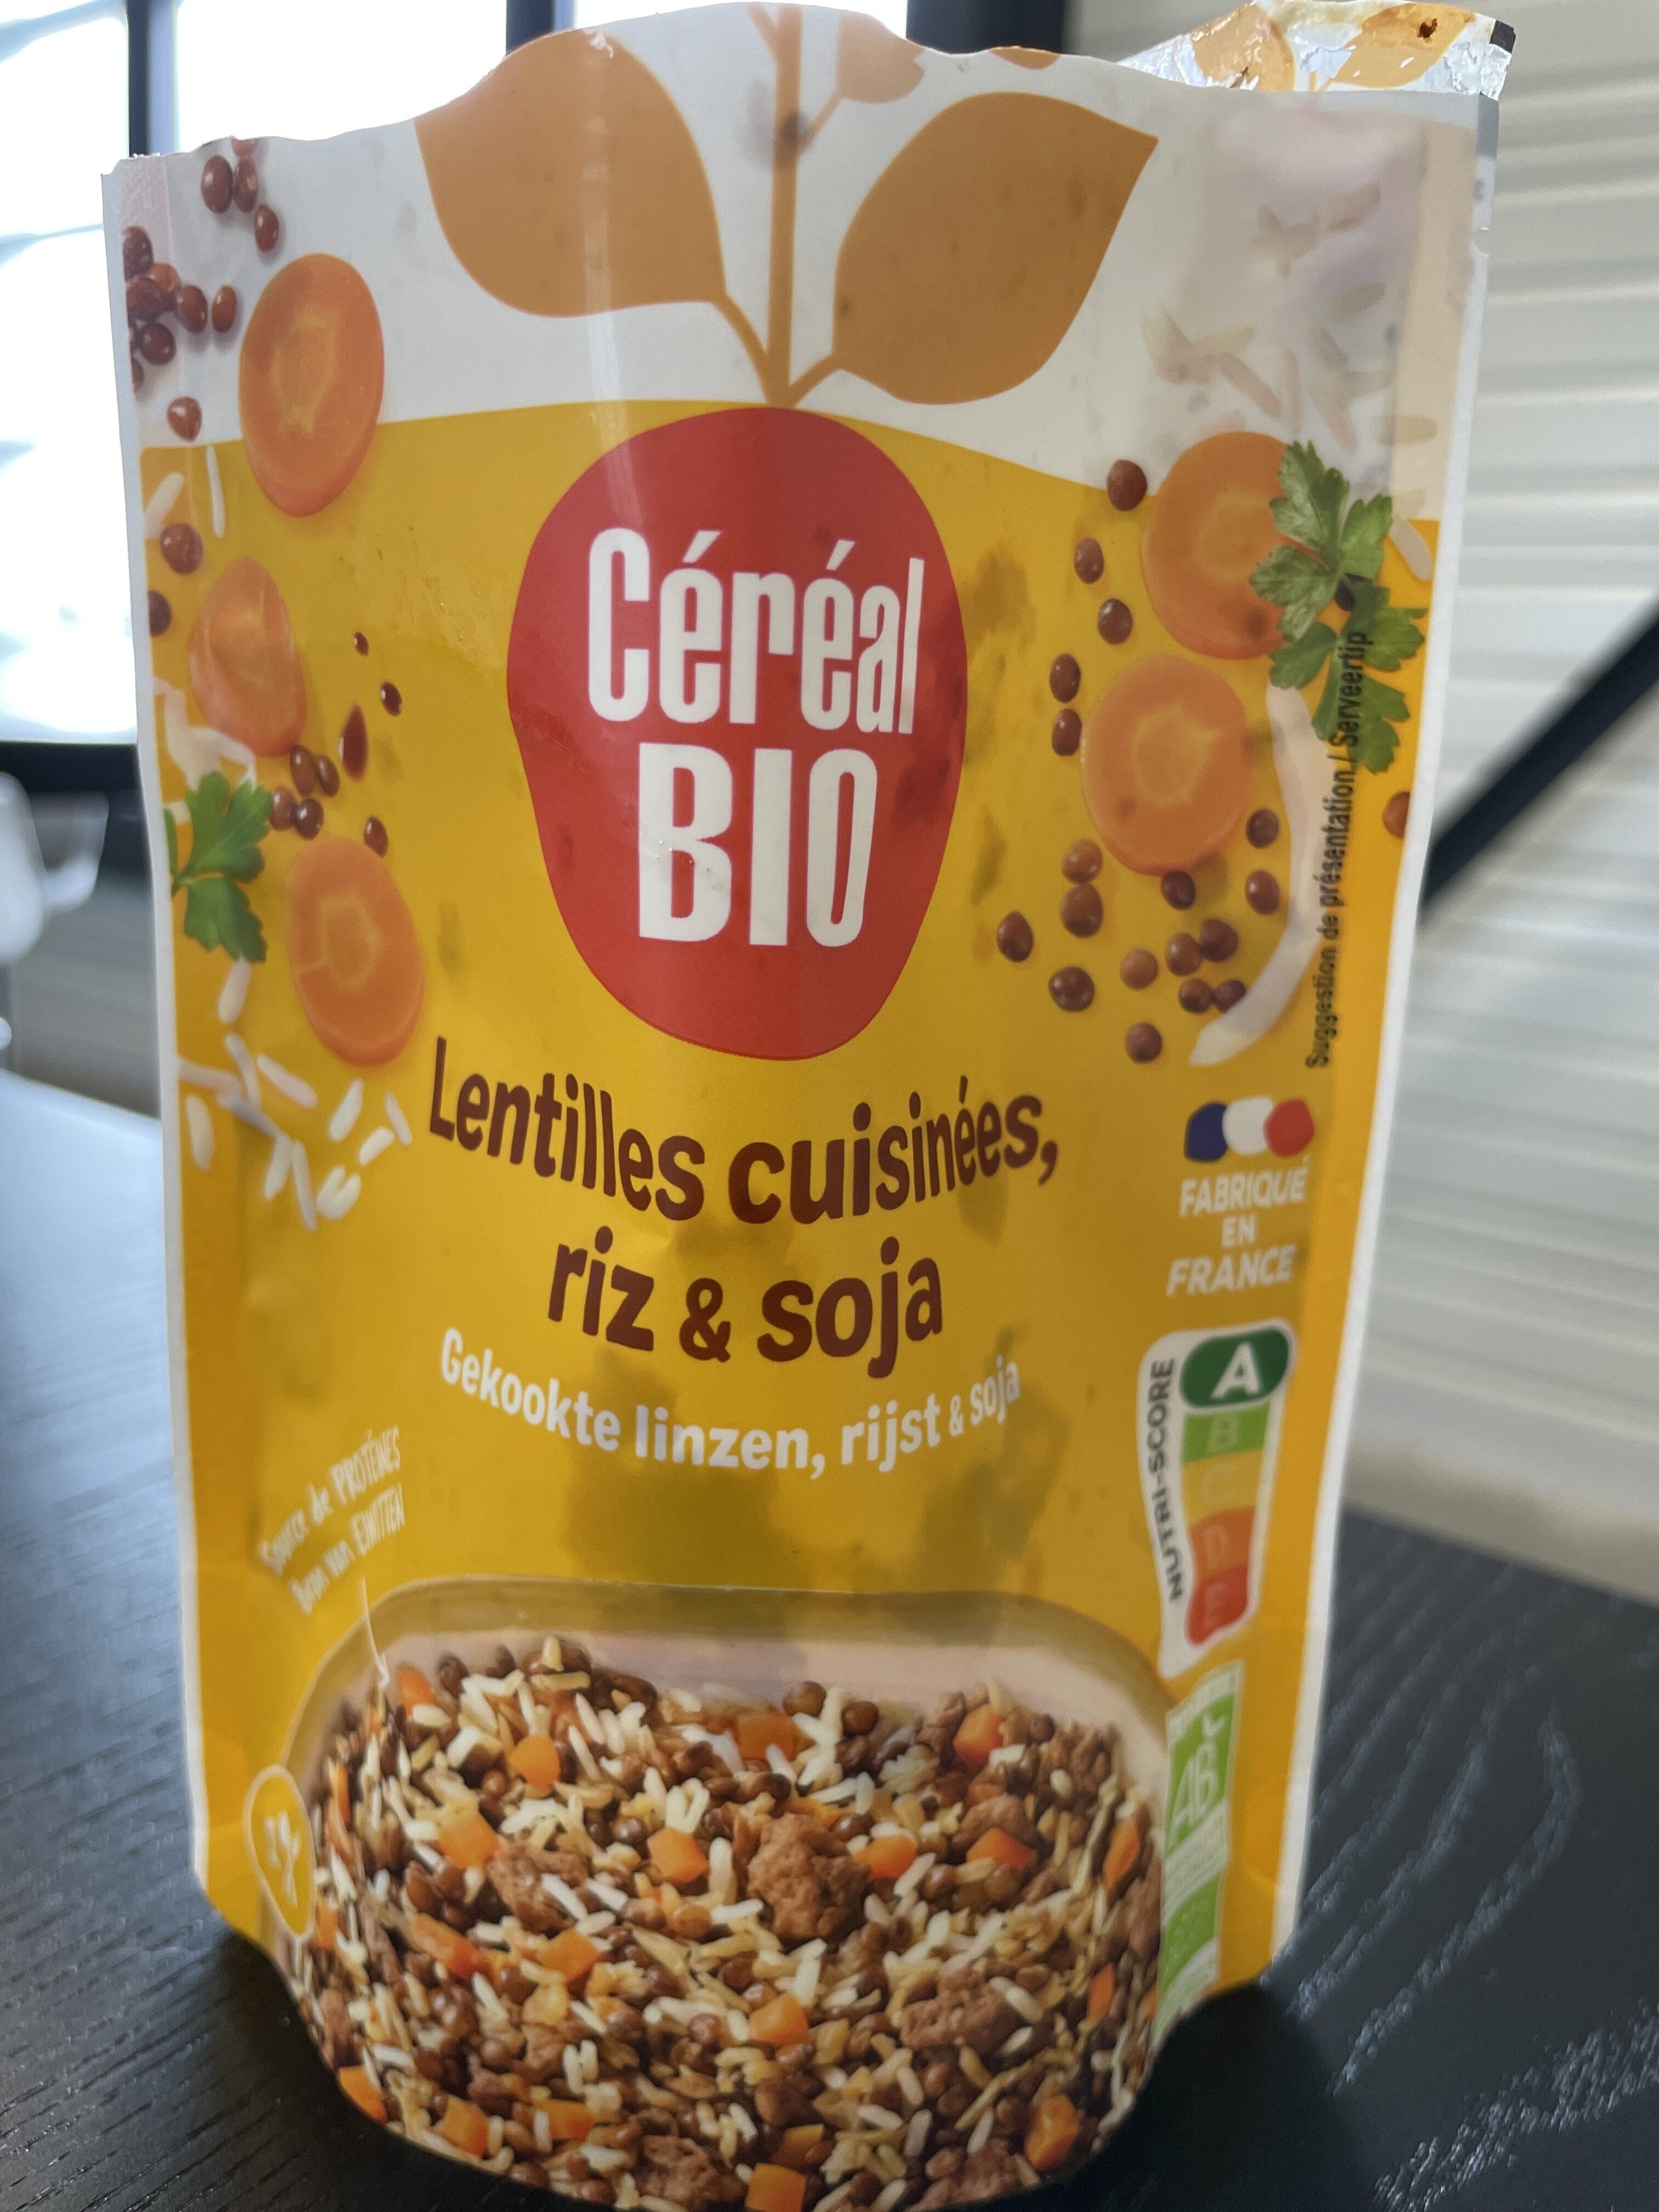 Céréal
BIO
Lentilles cuisinées,
riz & soja
Gekookte linzen, rijst & soja
Source de PROTÉINES
Bron van EIWITTEN
Suggestion de présentation / Serveertip
FABRIQUÉ
EN
FRANCE
NUTRI-SCORE
A
B
C
D
E
AB